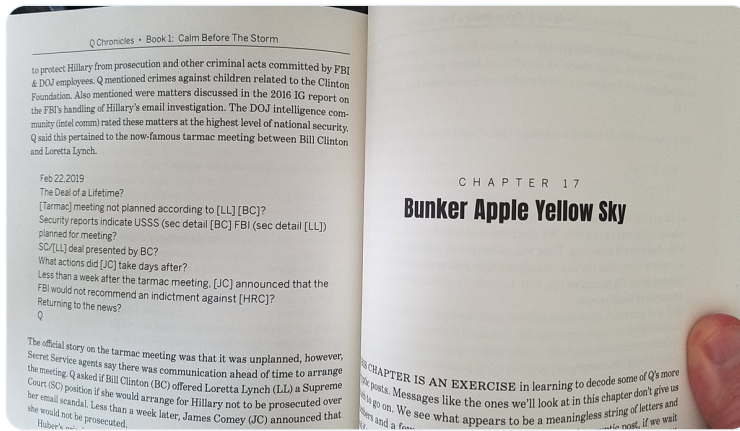 Q Chronicles • Book 1: Calm Before The Storm
to protect Hillary from prosecution and other criminal acts committed by FBI
& DOJ employees. Q mentioned crimes against children related to the Clinton
Foundation. Also mentioned were matters discussed in the 2016 IG report on
the FBI's handling of Hillary's email investigation. The DOJ intelligence com-
munity (intel comm) rated these matters at the highest level of national security.
Q said this pertained to the now-famous tarmac meeting between Bill Clinton
and Loretta Lynch.
Feb 22,2019
The Deal of a Lifetime?
[Tarmac] meeting not planned according to [LL] [BC]?
Security reports indicate USSS (sec detail [BC] FBI (sec detail [LL])
planned for meeting?
SC/[LL] deal presented by BC?
What actions did [JC] take days after?
Less than a week after the tarmac meeting, [JC] announced that the
FBI would not recommend an indictment against [HRC]?
Returning to the news?
Q
The official story on the tarmac meeting was that it was unplanned, however,
Secret Service agents say there was communication ahead of time to arrange
the meeting. Q asked if Bill Clinton (BC) offered Loretta Lynch (LL) a Supreme
Court (SC) position if she would arrange for Hillary not to be prosecuted over
her email scandal. Less than a week later, James Comey (JC) announced that
she would not be prosecuted.
Huber's
CHAPTER 17
Bunker Apple Yellow Sky
CHAPTER IS AN EXERCISE in learning to decode some of Q's more
posts. Messages like the ones we'll look at in this chapter don't give us
to go on. We see what appears to be a meaningless string of letters and
and a few
post, if we wait